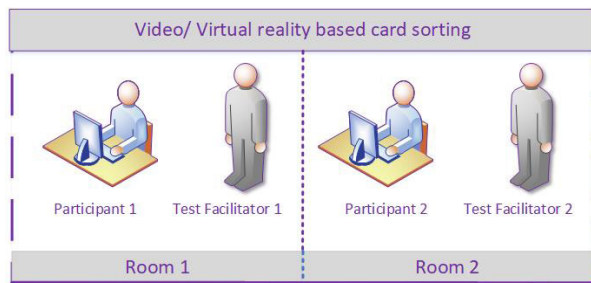 Video/ Virtual reality based card sorting
Participant 1
Test Facilitator 1
Participant 2
Test Facilitator 2
Room 1
Room 2